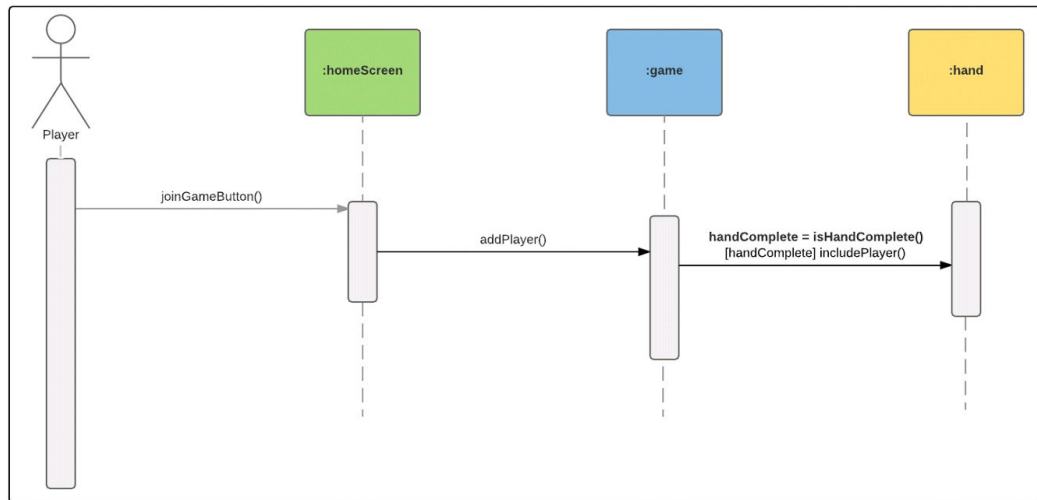 :homeScreen
:game
:hand
Player
joinGameButton()
addPlayer()
handComplete = isHandComplete()
[handComplete] includePlayer()